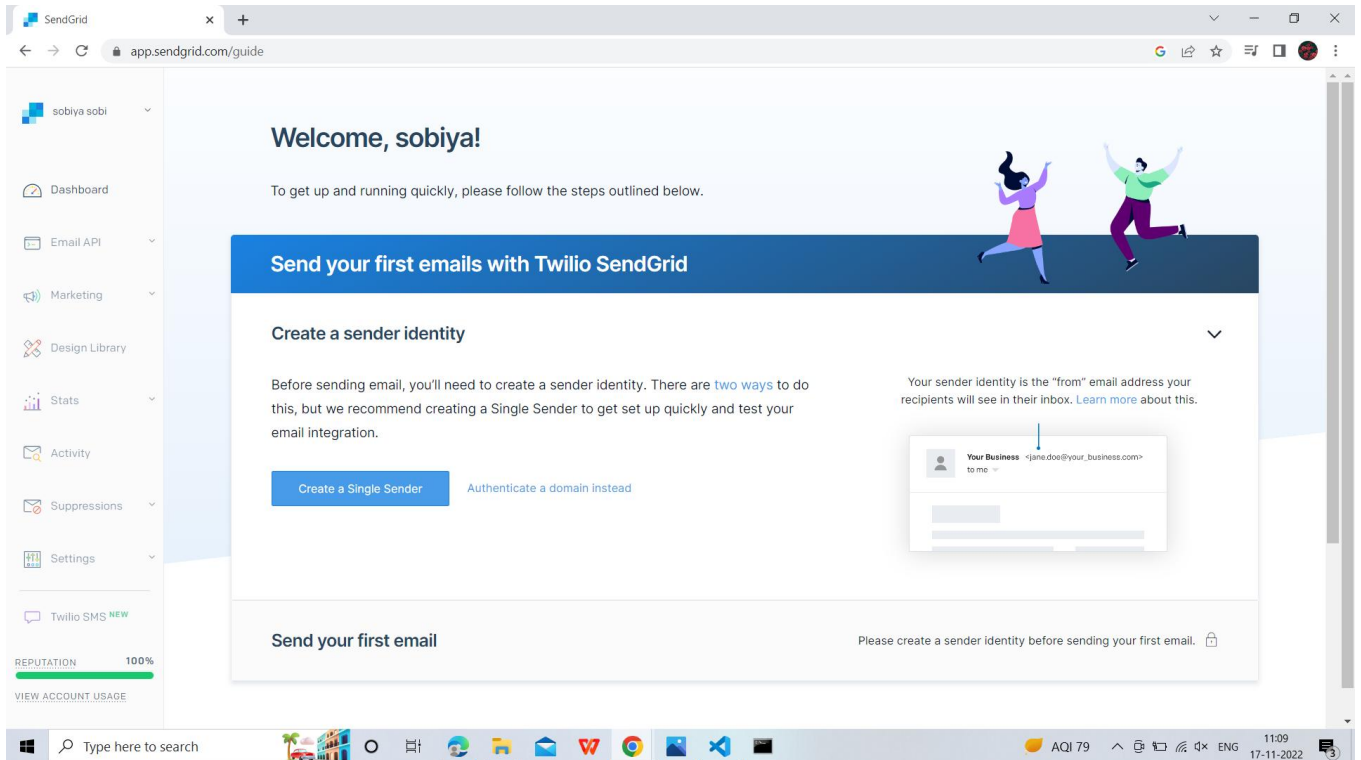 SendGrid
app.sendgrid.com/guide
sobiya sobi
Dashboard
Email API
Marketing
Design Library
Stats
Activity
Suppressions
Settings
Twilio SMS NEW
REPUTATION 100%
VIEW ACCOUNT USAGE
Welcome, sobiya!
To get up and running quickly, please follow the steps outlined below.
Send your first emails with Twilio SendGrid
Create a sender identity
Before sending email, you'll need to create a sender identity. There are two ways to do
this, but we recommend creating a Single Sender to get set up quickly and test your
email integration.
Create a Single Sender
Authenticate a domain instead
Your sender identity is the "from" email address your
recipients will see in their inbox. Learn more about this.
Your Business <jane.doe@your_business.com>
to me
Send your first email
Please create a sender identity before sending your first email.
Type here to search
AQI 79
ENG
11:09
17-11-2022
3